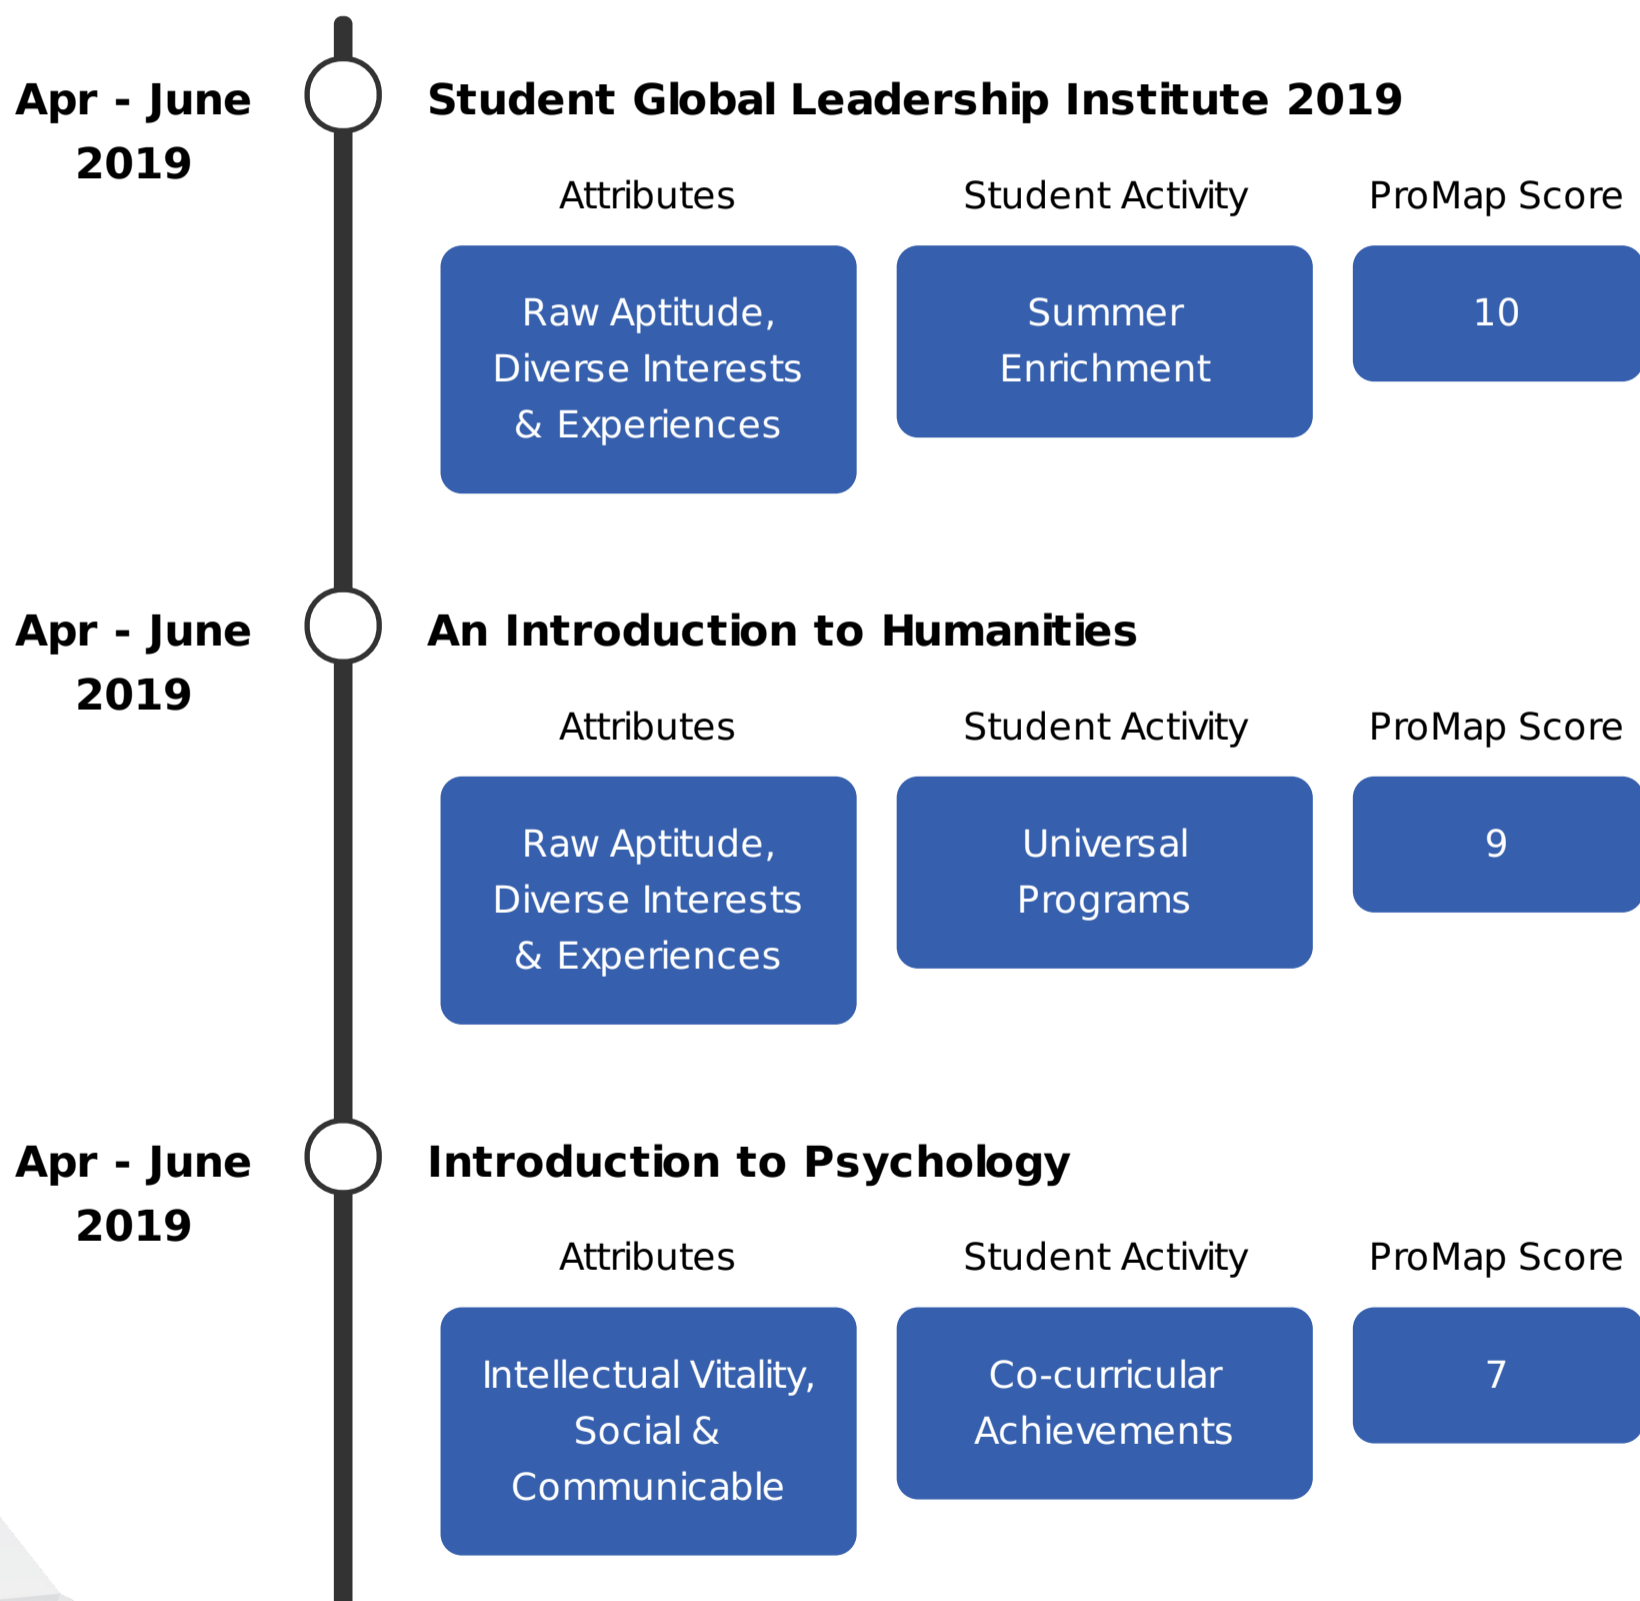 Apr - June
2019
Student Global Leadership Institute 2019
Attributes
Student Activity
ProMap Score
Raw Aptitude,
Diverse Interests
& Experiences
Summer
Enrichment
10
Apr - June
2019
An Introduction to Humanities
Attributes
Student Activity
ProMap Score
Raw Aptitude,
Diverse Interests
& Experiences
Universal
Programs
9
Apr - June
2019
Introduction to Psychology
Attributes
Student Activity
ProMap Score
Intellectual Vitality,
Social &
Communicable
Co-curricular
Achievements
7